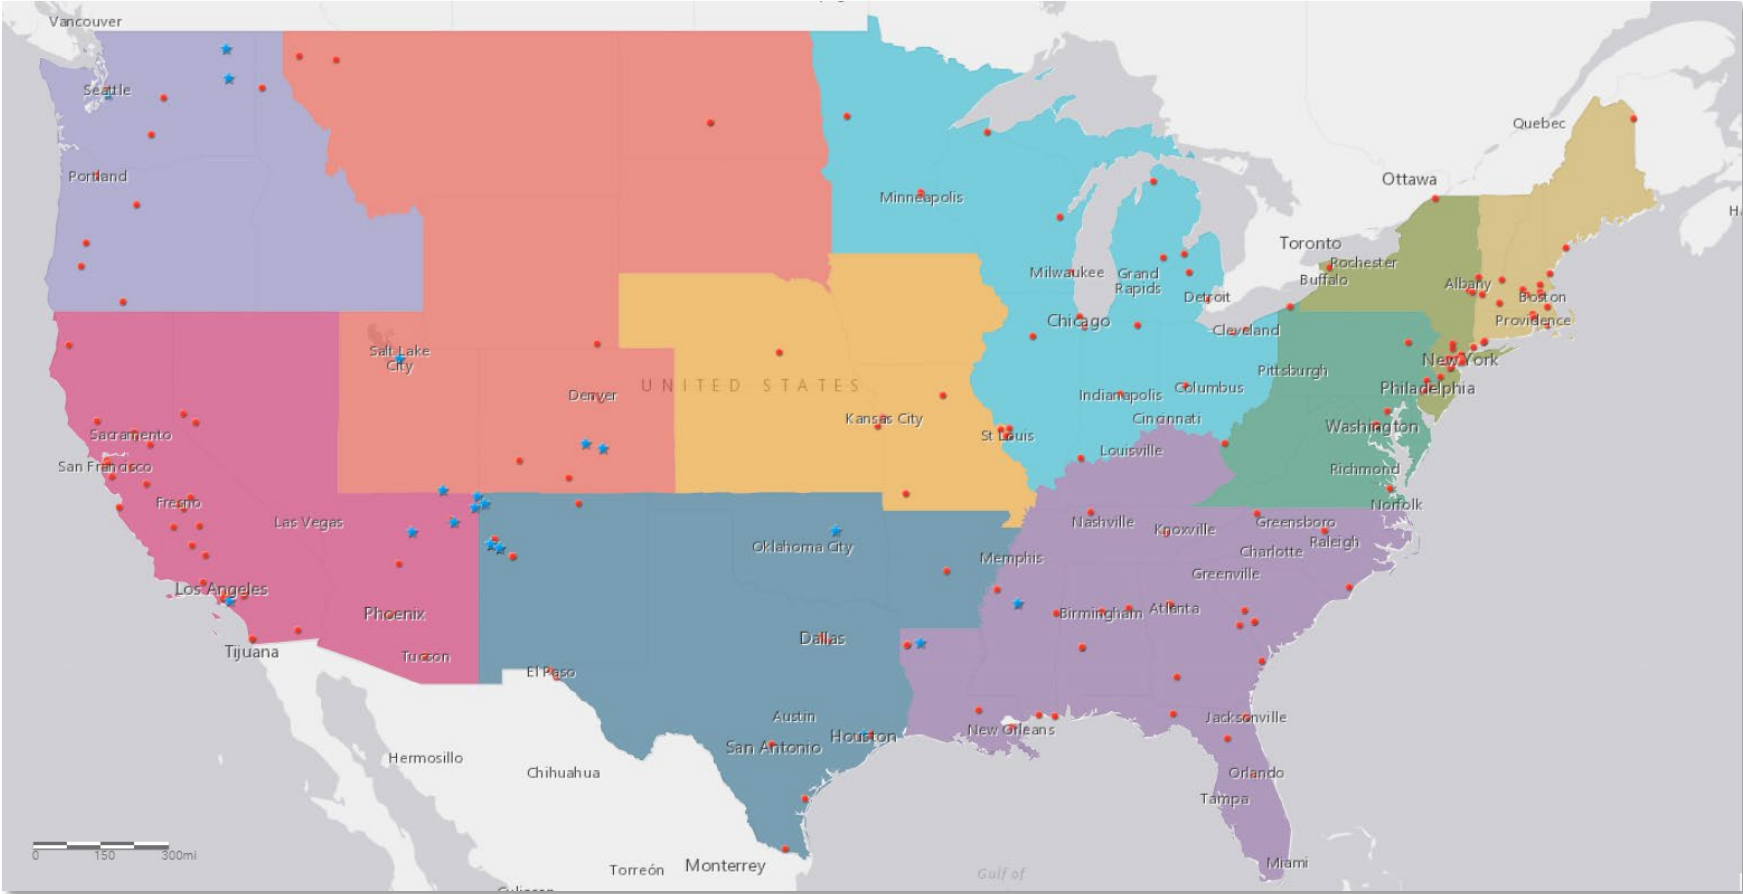 Vancouver
Seattle
Quebec
Portland
Ottawa
Minneapolis
Toronto
Rochester
Milwaukee
Grand
Rapids
Buffalo
Albany
Detroit
Boston
Chicago
Cleveland
Providence
Salt Lake
City
New York
Pittsburgh
UNITED STATES
Denver
Indianapolis
Columbus
Philadelphia
Kansas City
Cincinnati
Washington
Sacramento
St Louis
Louisville
San Francisco
Richmond
Fresno
Norfolk
Las Vegas
Nashville
Knoxville
Greensboro
Raleigh
Oklahoma City
Memphis
Charlotte
Greenville
Los Angeles
Phoenix
Birmingham
Atlanta
Dallas
Tijuana
Tucson
El Paso
Austin
Jacksonville
New Orleans
San Antonio
Houston
Hermosillo
Chihuahua
Orlando
Tampa
0 150 300mi
Torreón
Monterrey
Miami
Gulf of